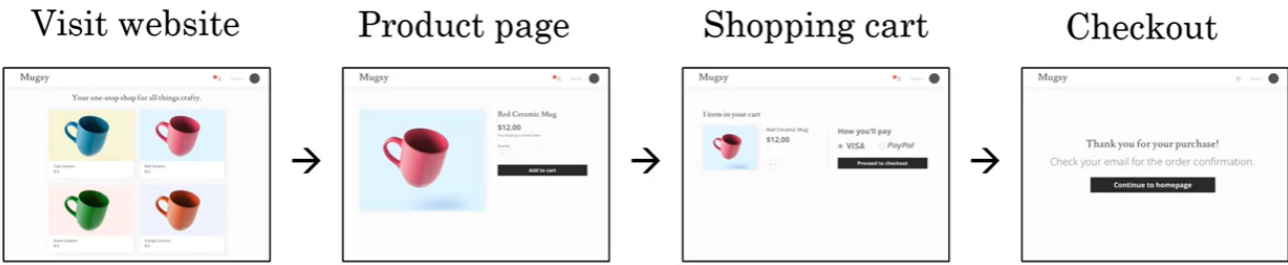 Visit website
Product page
Shopping cart
Checkout
Mugsy
Your one-stop shop for all things crafty.
Mugsy
Red Ceramic Mug
$12.00
Add to cart
Mugsy
1 item in your cart
Red Ceramic Mug
$12.00
How you'll pay
VISA
PayPal
Proceed to checkout
Mugsy
Thank you for your purchase!
Check your email for the order confirmation.
Continue to homepage